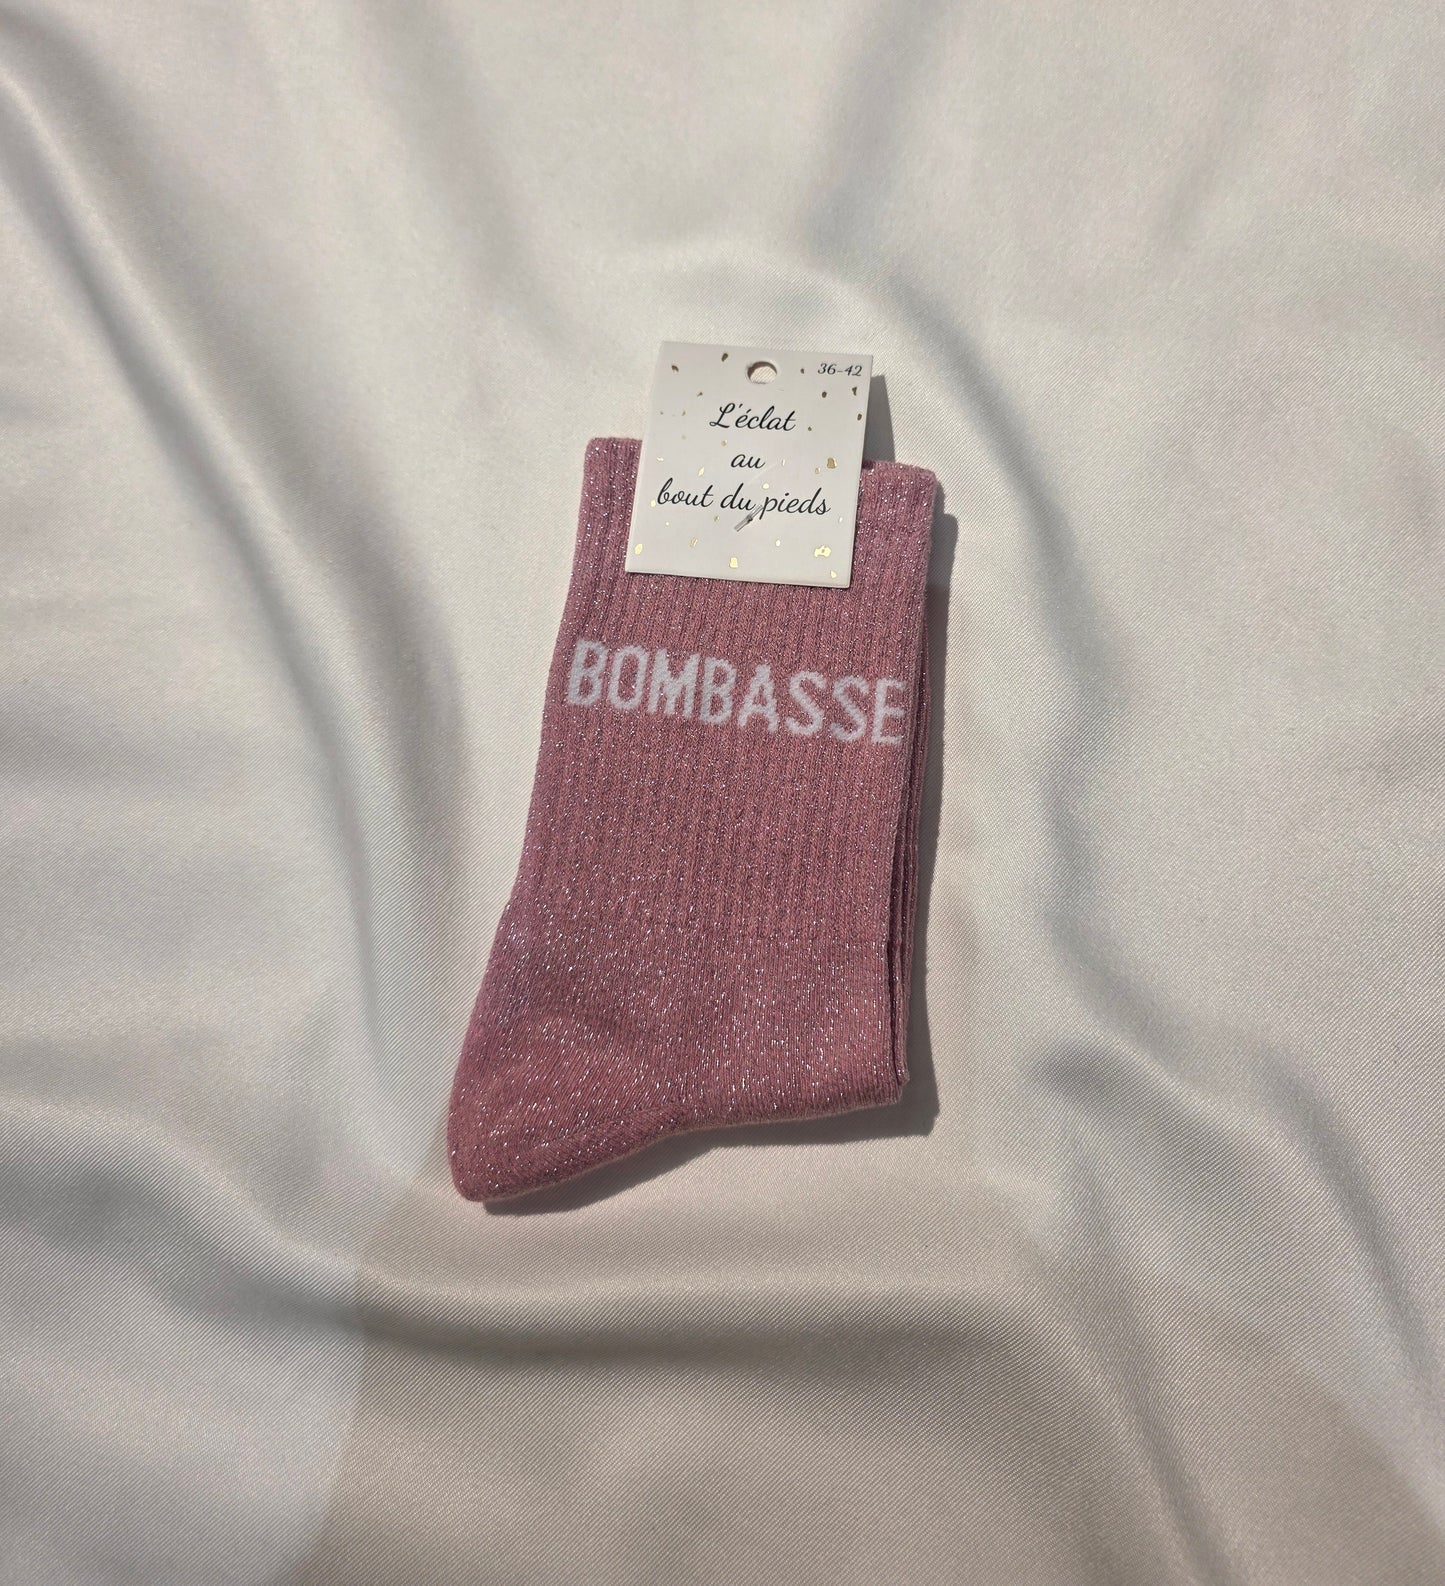 36-42
L'éclat
au
bout du pieds
BOMBASSE